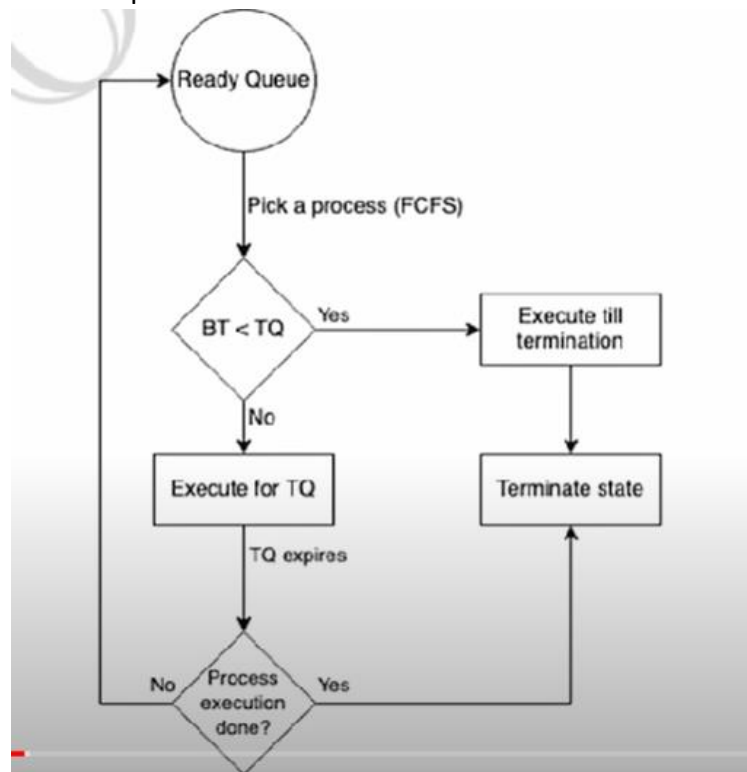 Ready Queue
Pick a process (FCFS)
BT < TQ
Yes
Execute till
termination
No
Execute for TQ
Terminate state
TQ expires
No
Process
execution
done?
Yes